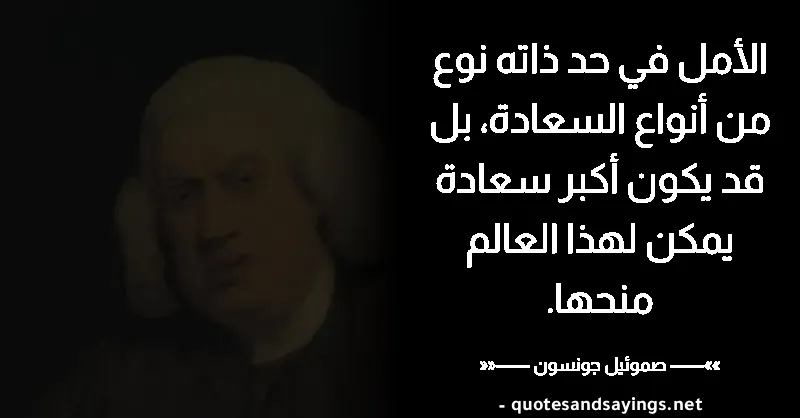 الأمل في حد ذاته نوع
من أنواع السعادة، بل
قد يكون أكبر سعادة
يمكن لهذا العالم
منحها.
»»—— صموئيل جونسون ——««
- quotesandsayings.net